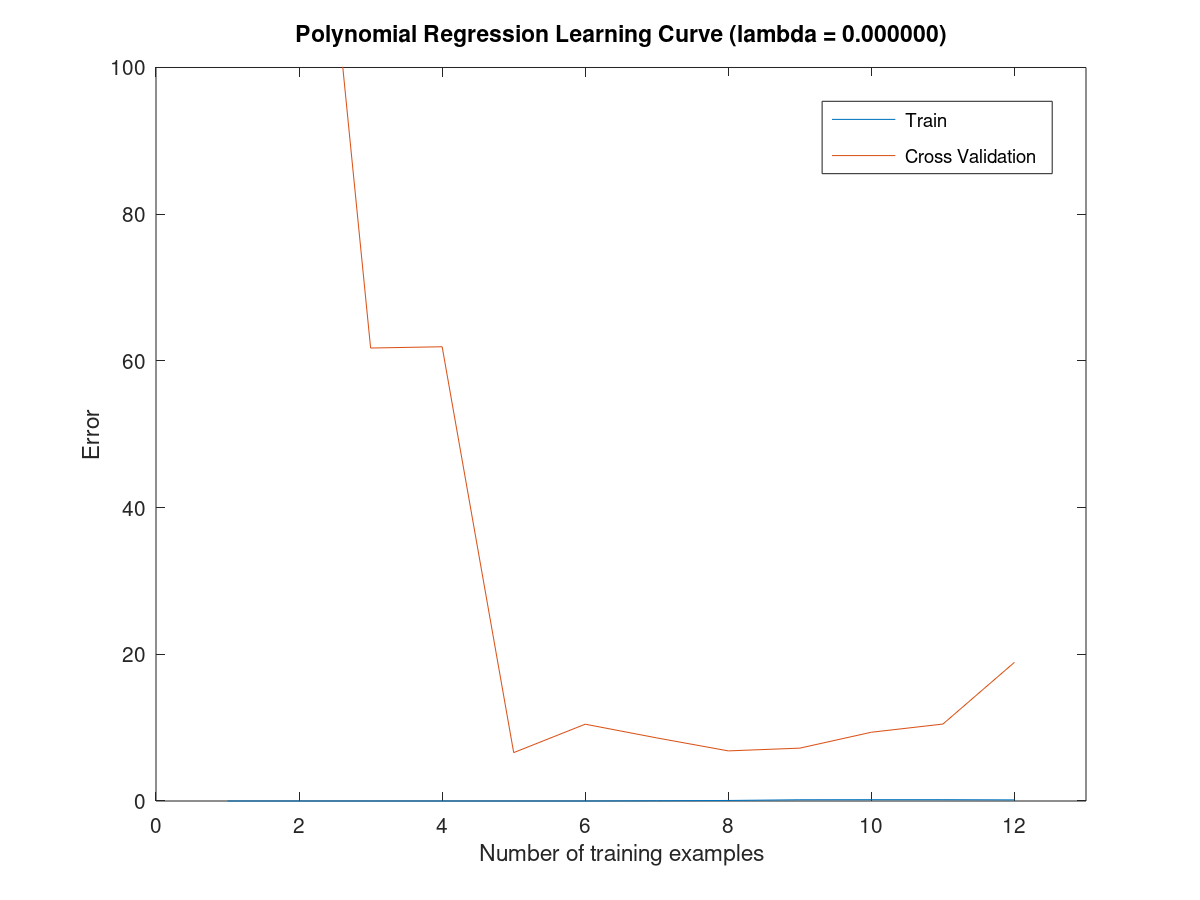 Polynomial Regression Learning Curve (lambda = 0.000000)
100
80
60
40
20
0
Error
Train
Cross Validation
0 2 4 6 8 10 12
Number of training examples